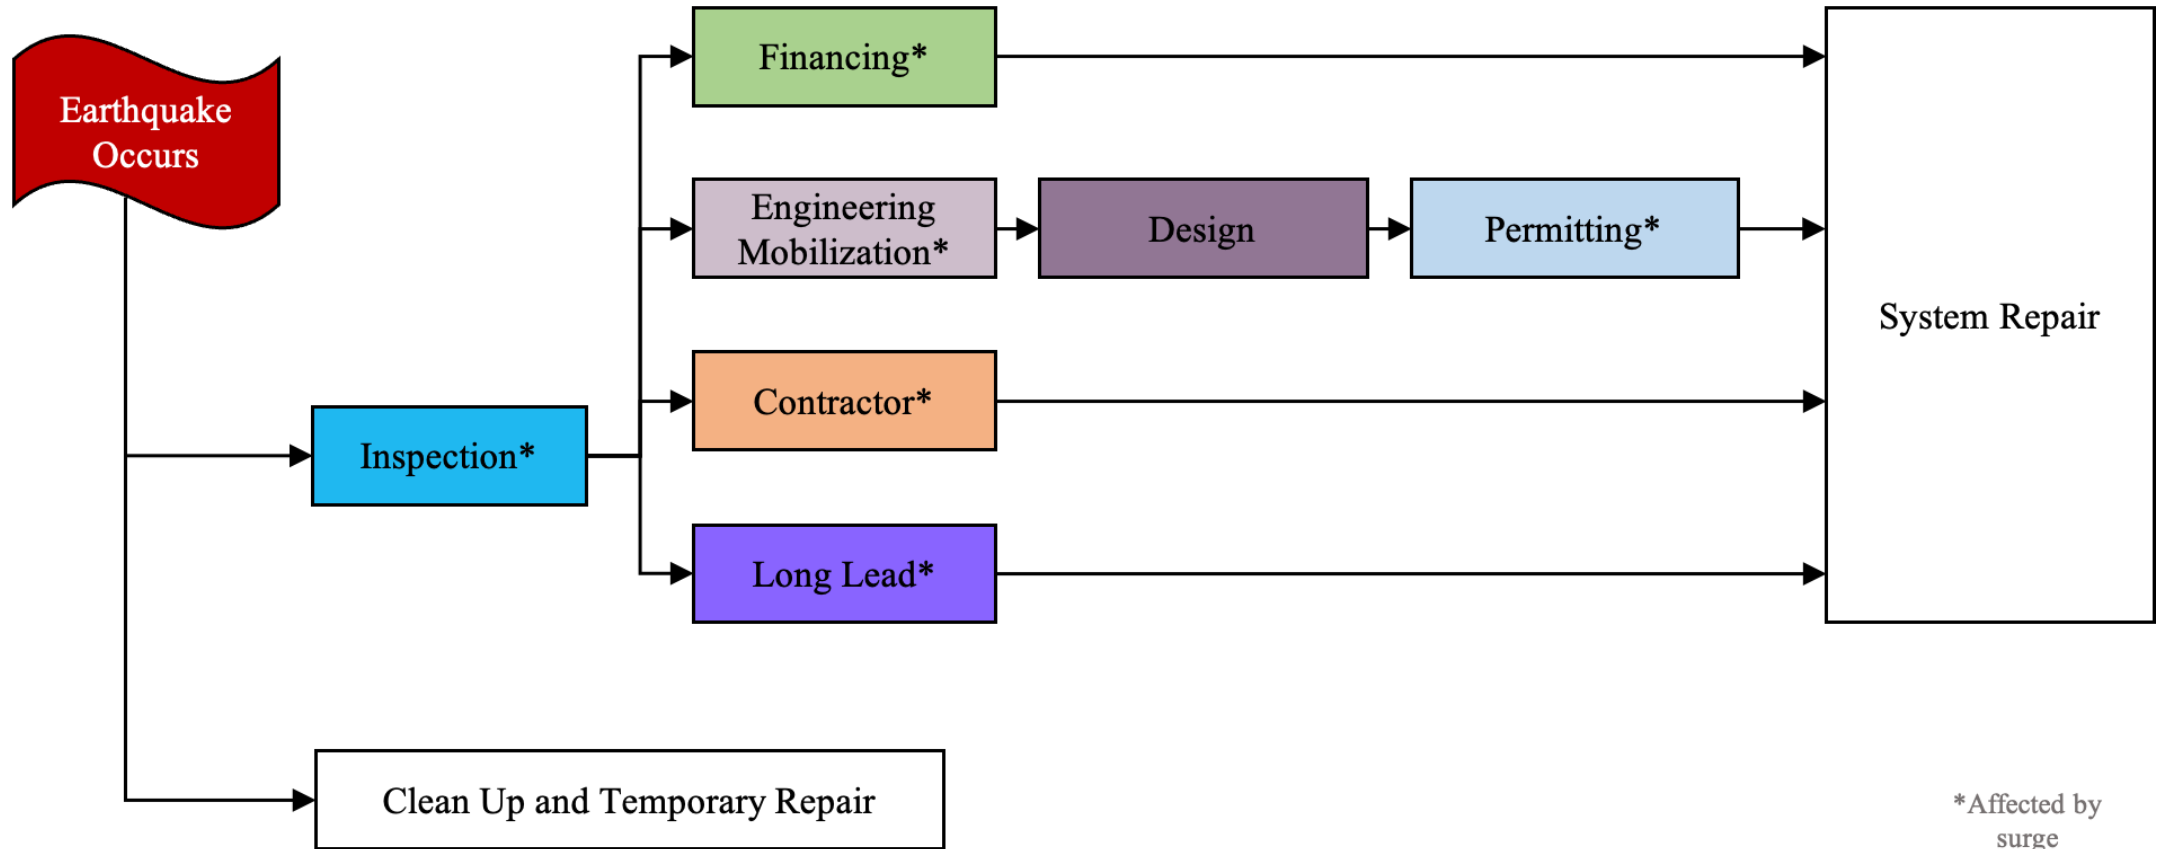 Earthquake
Occurs
Financing*
Engineering
Mobilization*
Design
Permitting*
System Repair
Contractor*
Inspection*
Long Lead*
Clean Up and Temporary Repair
*Affected by
surge